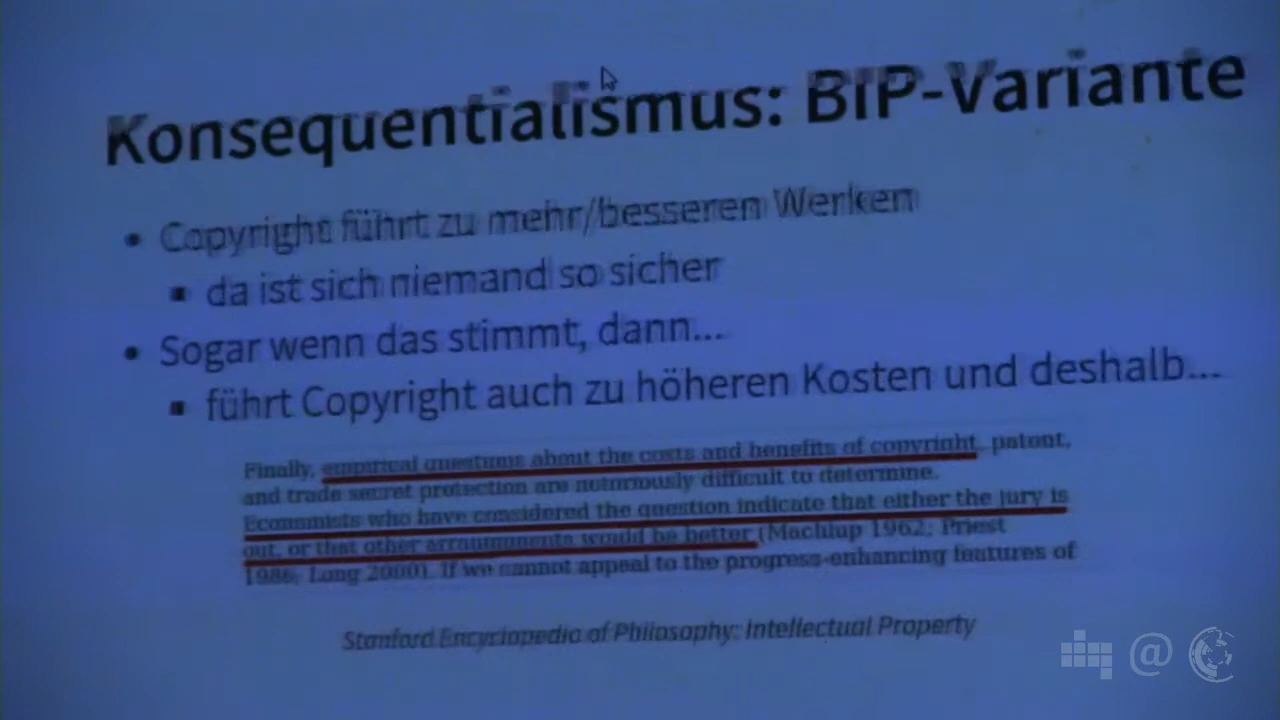 Konsequentialismus: BIP-Variante
• Copyright führt zu mehr/besseren Werken
▪ da ist sich niemand so sicher
• Sogar wenn das stimmt, dann...
▪ führt Copyright auch zu höheren Kosten und deshalb...
Finally, empirical questions about the costs and benefits of copyright, patent,
and trade secret protection are notoriously difficult to determine.
Economists who have considered the question indicate that either the jury is
out, or that other arrangements would be better (Machlup 1962; Priest
1986; Long 2000). If we cannot appeal to the progress-enhancing features of
Stanford Encyclopedia of Philosophy: Intellectual Property
@